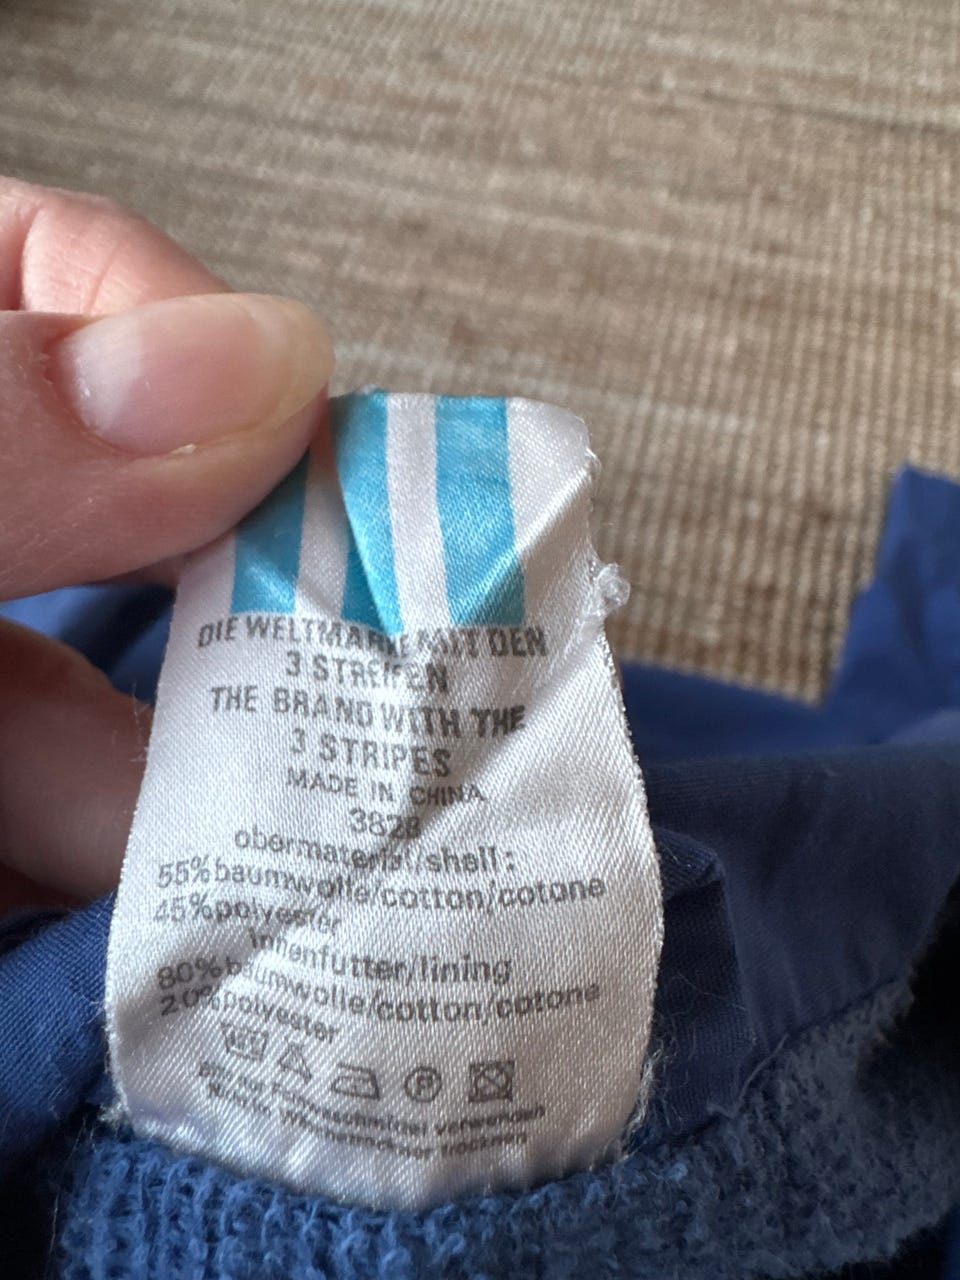 DIE WELTMARKE MIT DEN
3 STREIFEN
THE BRAND WITH THE
3 STRIPES
MADE IN CHINA
3828
obermaterial/shell:
55%baumwolle/cotton/cotone
45%polyester
innenfutter/lining
80%baumwolle/cotton/cotone
20%polyester
P